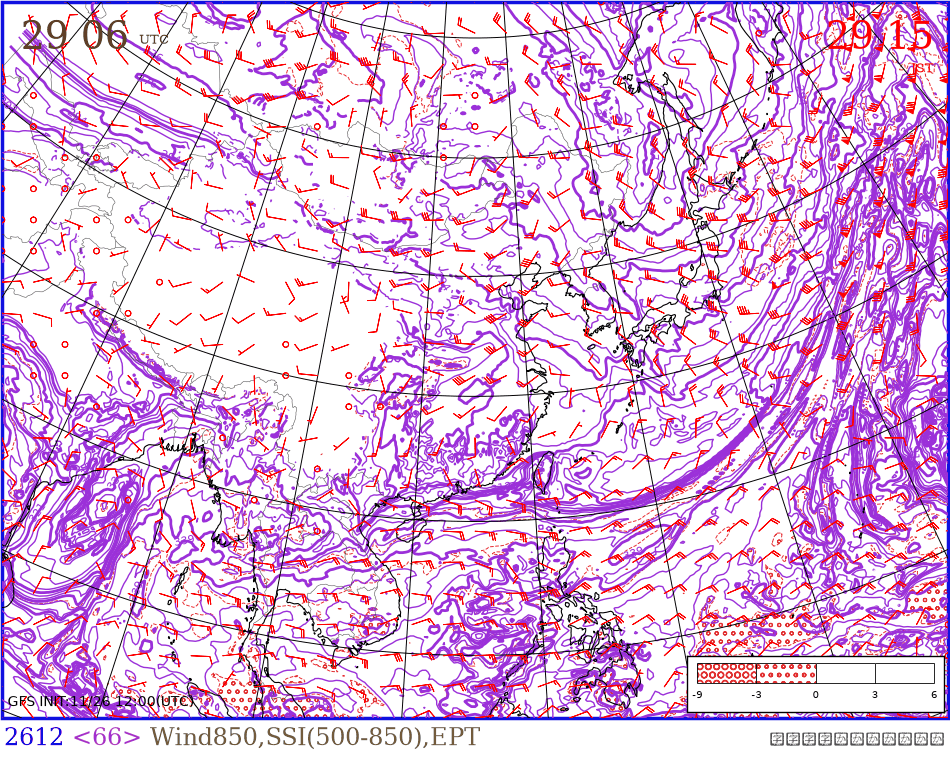 29 06 UTC
29 15
JST
GFS INIT:11/26 12:00(UTC)
-9 -3 0 3 6
2612 <66> Wind850,SSI(500-850),EPT